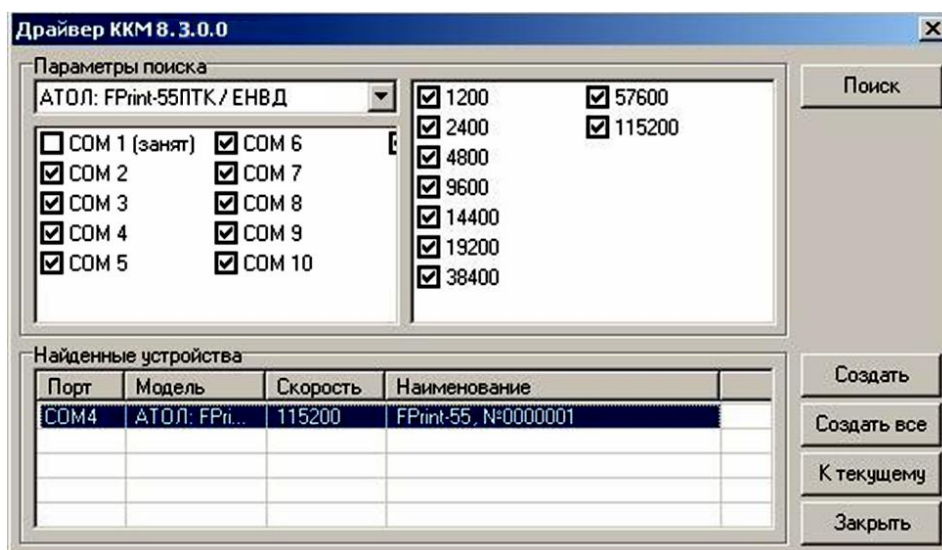 Драйвер ККМ 8.3.0.0
Параметры поиска
АТОЛ: FPrint-55ПТК / ЕНВД
COM 1 (занят)
COM 2
COM 3
COM 4
COM 5
COM 6
COM 7
COM 8
COM 9
COM 10
1200
2400
4800
9600
14400
19200
38400
57600
115200
Поиск
Найденные устройства
Порт Модель Скорость Наименование
COM4 АТОЛ: FPri... 115200 FPrint-55, №0000001
Создать
Создать все
К текущему
Закрыть